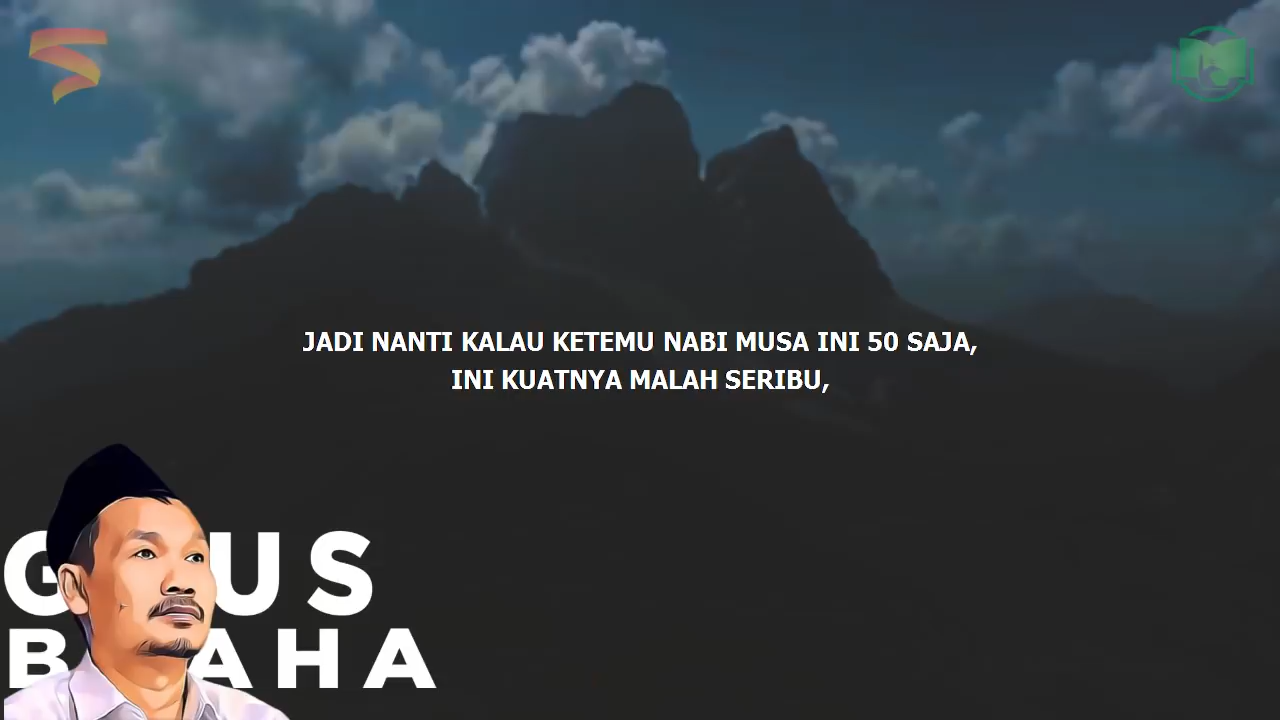 JADI NANTI KALAU KETEMU NABI MUSA INI 50 SAJA,
INI KUATNYA MALAH SERIBU,
GUS
BAHA